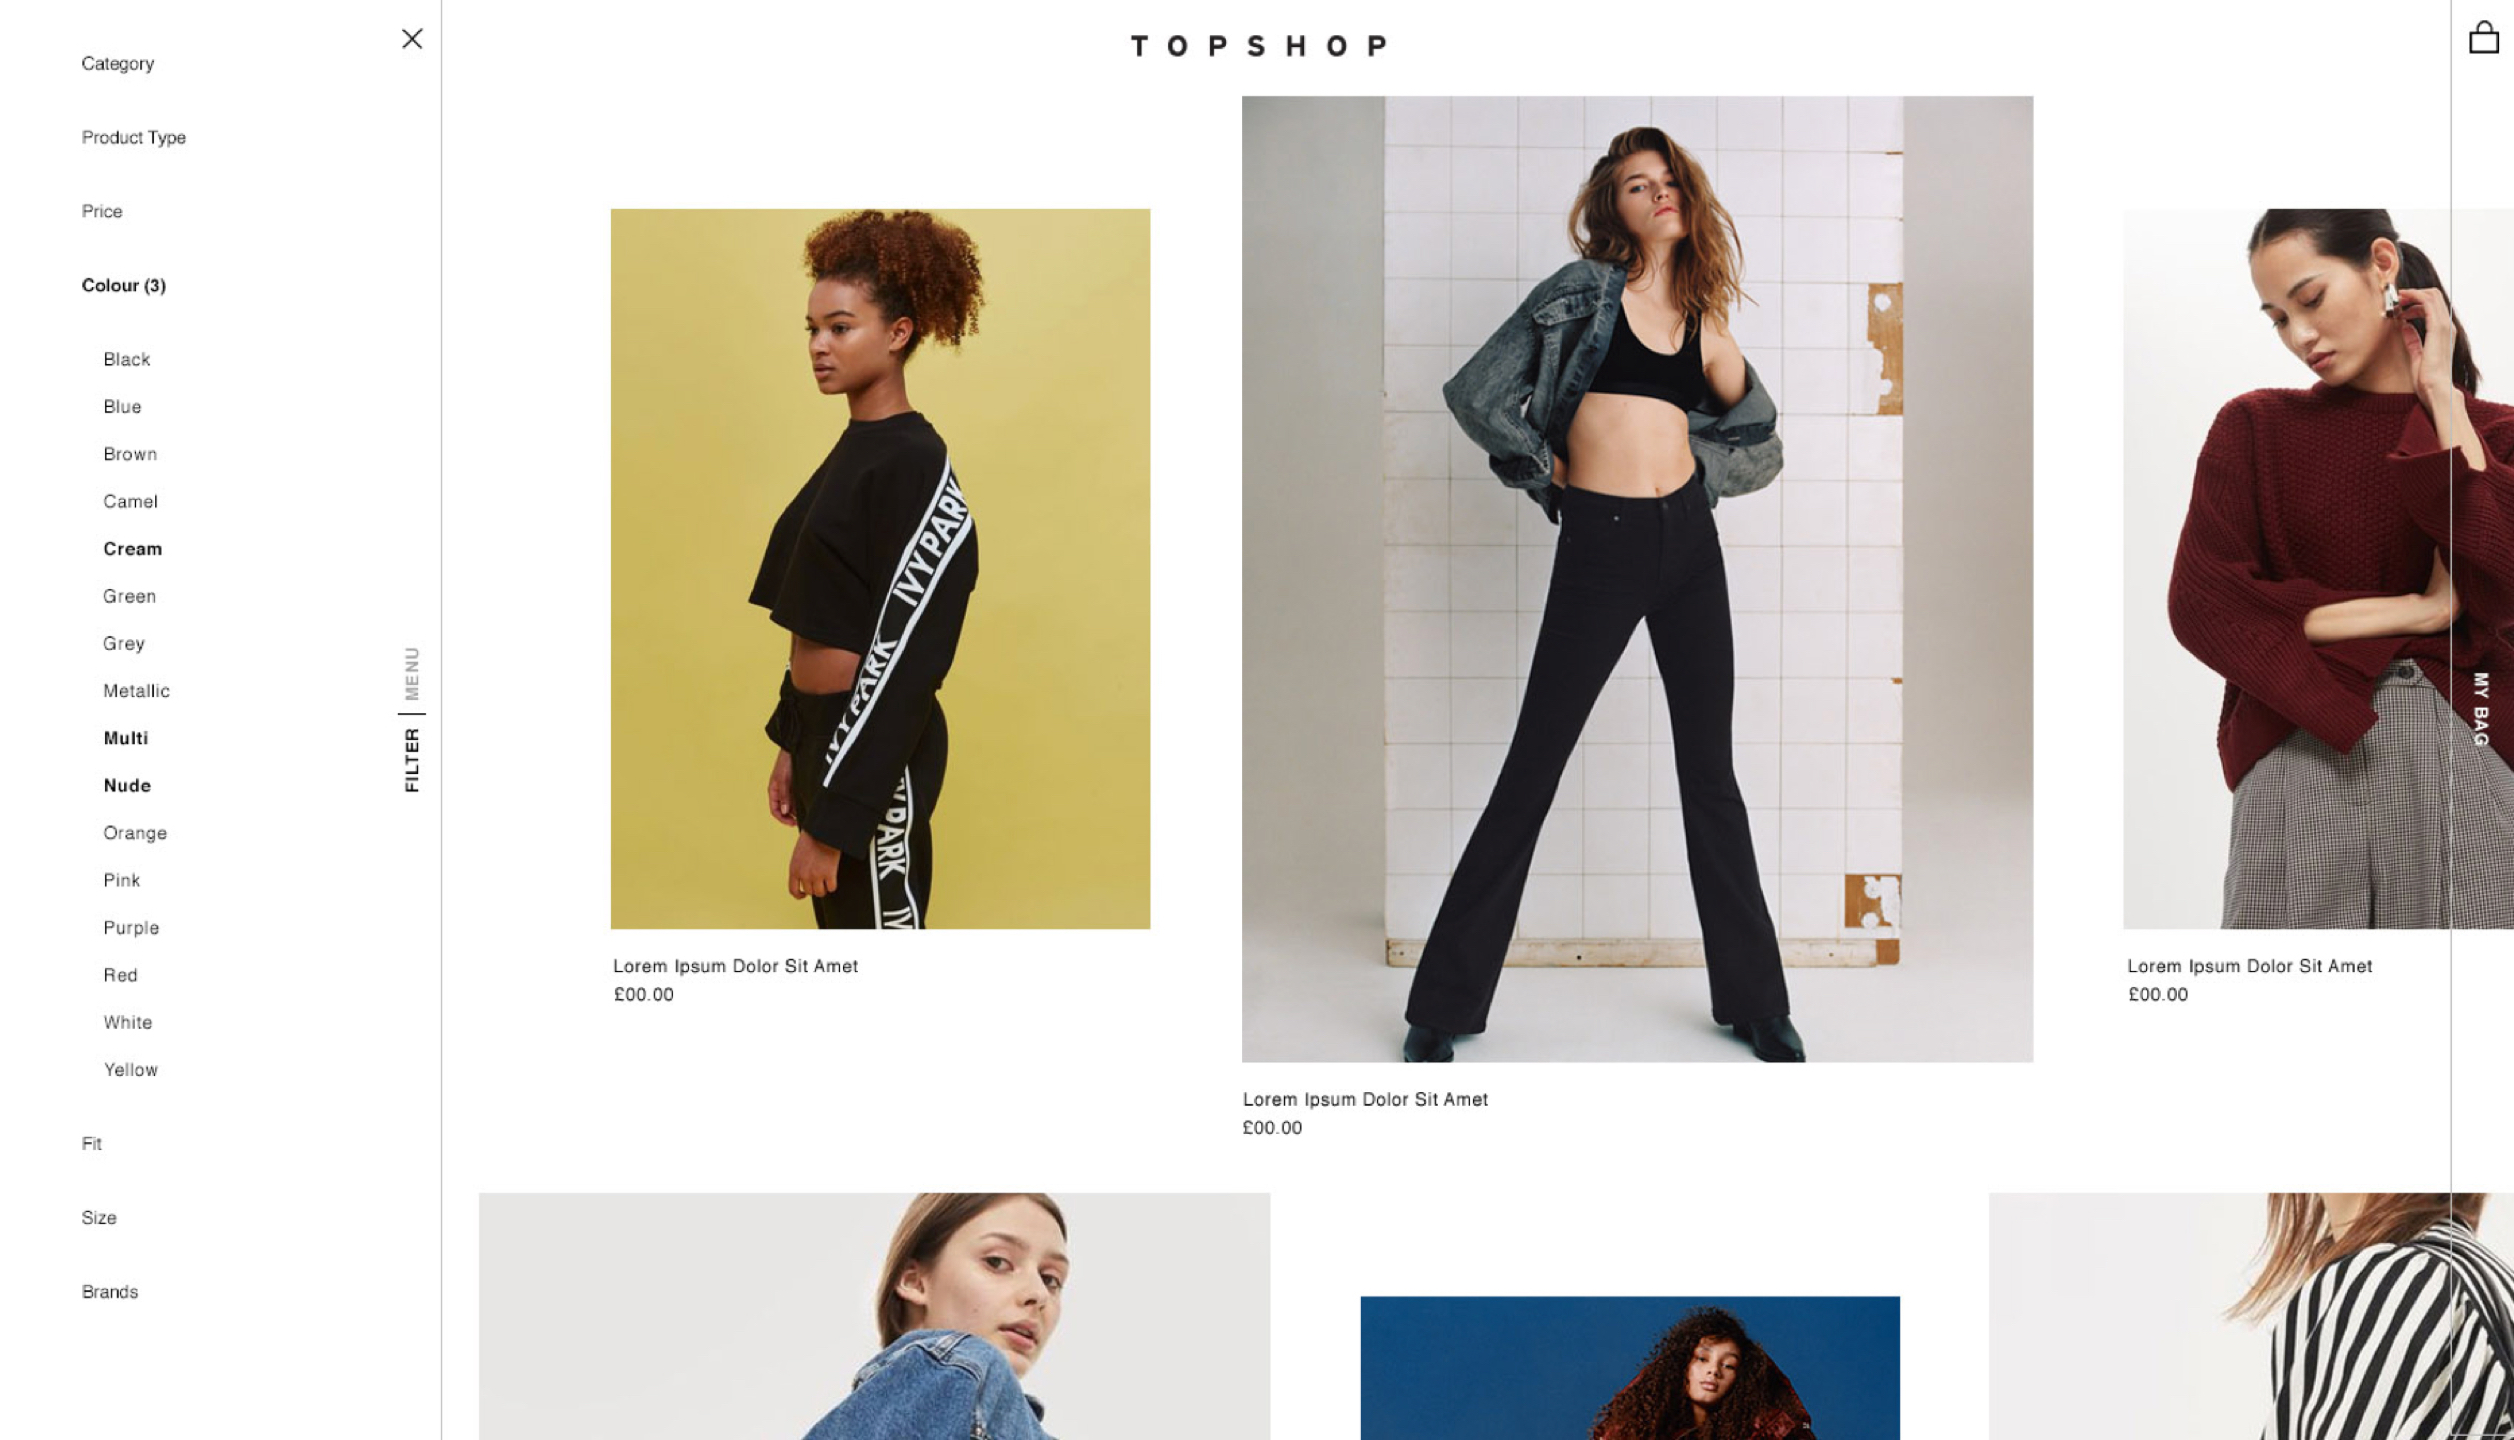 TOPSHOP
Category
Product Type
Price
Colour (3)
Black
Blue
Brown
Camel
Cream
Green
Grey
Metallic
Multi
Nude
Orange
Pink
Purple
Red
White
Yellow
Fit
Size
Brands
FILTER | MENU
IVY PARK
IVY PARK
IVY PARK
Lorem Ipsum Dolor Sit Amet
£00.00
Lorem Ipsum Dolor Sit Amet
£00.00
Lorem Ipsum Dolor Sit Amet
£00.00
MY BAG